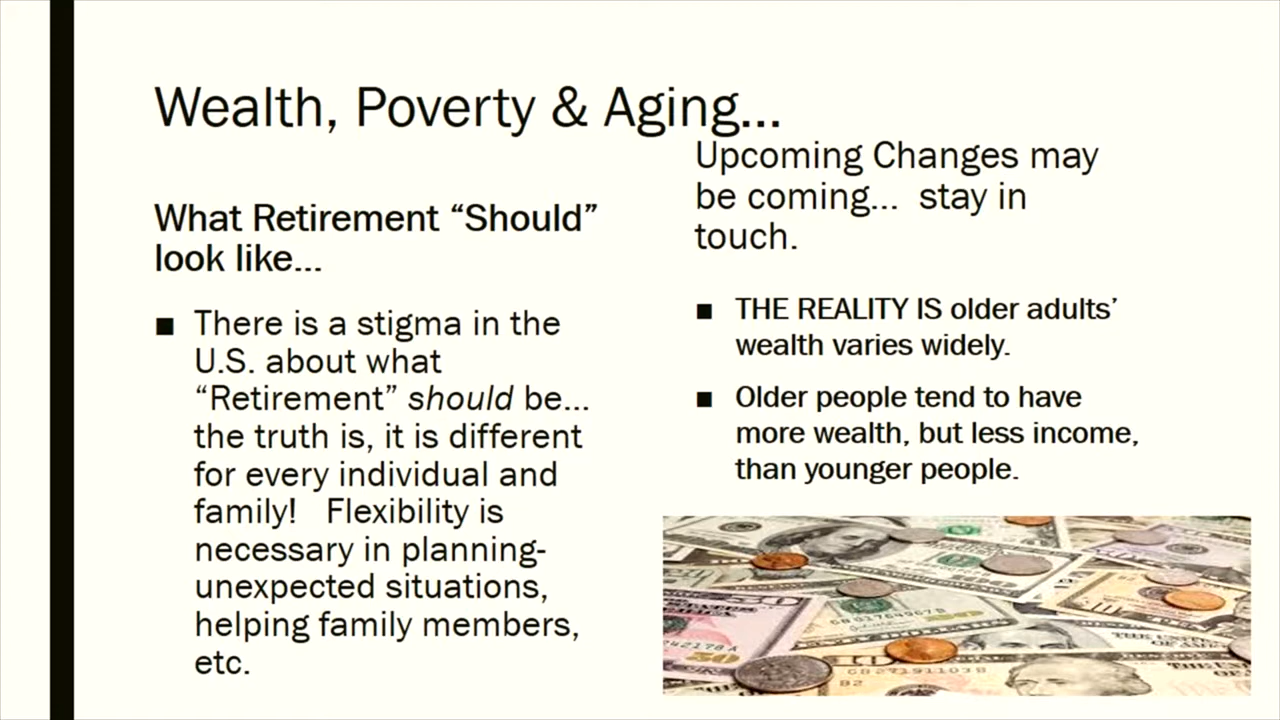 Wealth, Poverty & Aging...
What Retirement “Should”
look like...
■ There is a stigma in the
U.S. about what
“Retirement” should be...
the truth is, it is different
for every individual and
family! Flexibility is
necessary in planning-
unexpected situations,
helping family members,
etc.
Upcoming Changes may
be coming... stay in
touch.
■ THE REALITY IS older adults’
wealth varies widely.
■ Older people tend to have
more wealth, but less income,
than younger people.